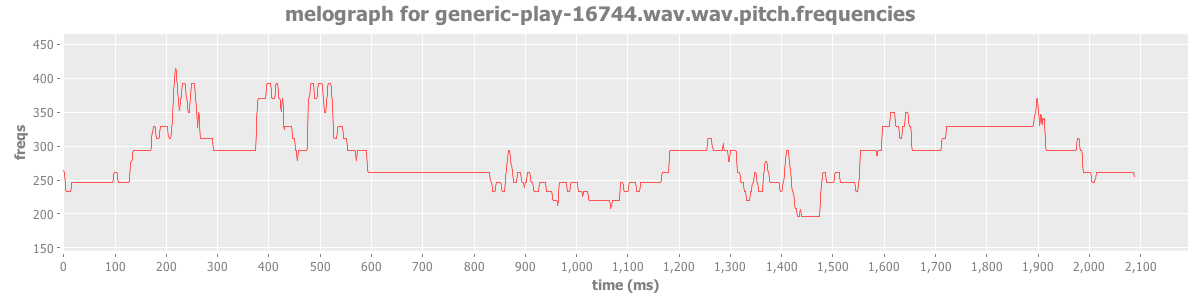 melograph for generic-play-16744.wav.wav.pitch.frequencies
450
400
350
300
250
200
150
freqs
0 100 200 300 400 500 600 700 800 900 1,000 1,100 1,200 1,300 1,400 1,500 1,600 1,700 1,800 1,900 2,000 2,100
time (ms)